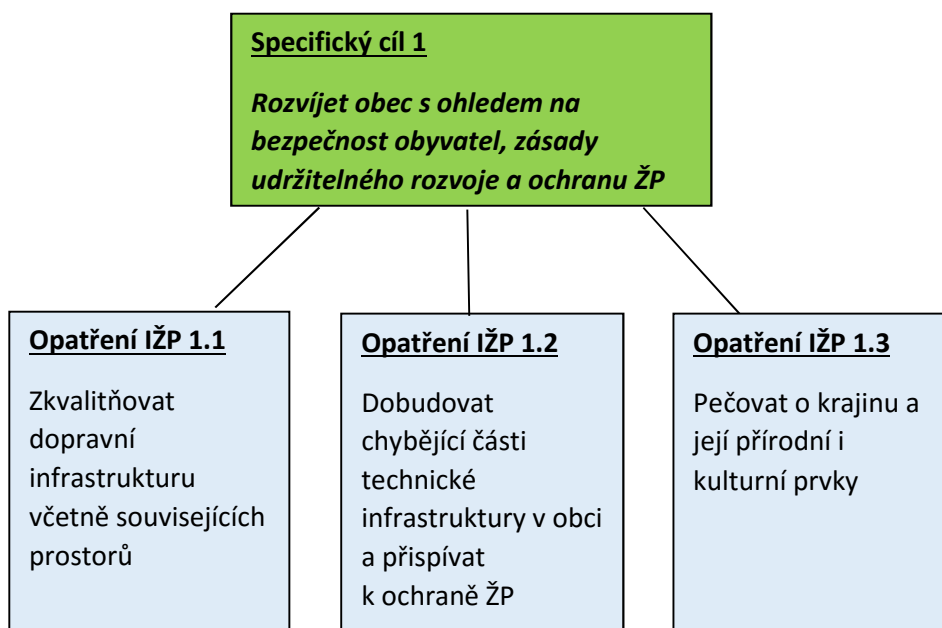 Specifický cíl 1
Rozvíjet obec s ohledem na
bezpečnost obyvatel, zásady
udržitelného rozvoje a ochranu ŽP
Opatření IŽP 1.1
Zkvalitňovat
dopravní
infrastrukturu
včetně souvisejících
prostorů
Opatření IŽP 1.2
Dobudovat
chybějící části
technické
infrastruktury v obci
a přispívat
k ochraně ŽP
Opatření IŽP 1.3
Pečovat o krajinu a
její přírodní i
kulturní prvky